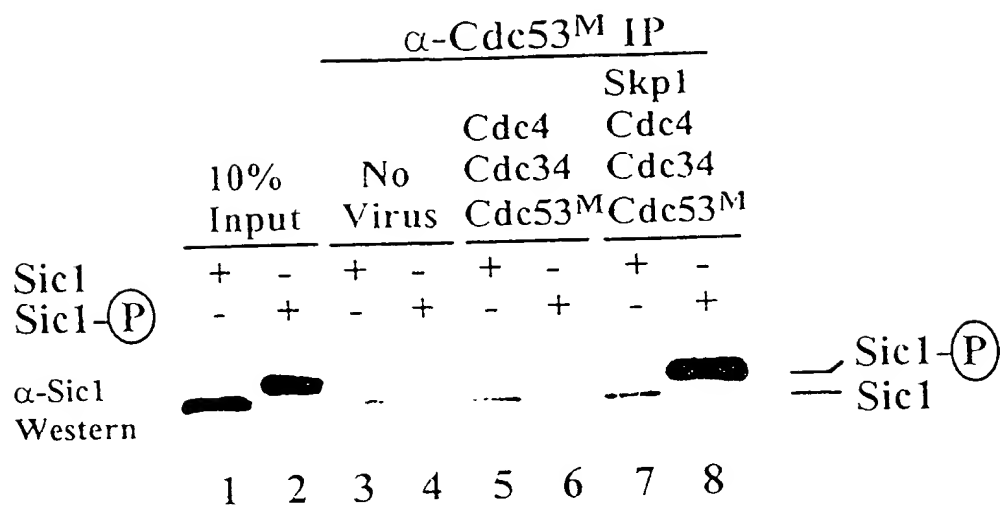 α-Cdc53ᴹ IP
Skp1
Cdc4 Cdc4
10% No Cdc34 Cdc34
Input Virus Cdc53ᴹ Cdc53ᴹ
Sic1 + - + - + - + -
Sic1-Ⓟ - + - + - + - +
α-Sic1
Western
Sic1-Ⓟ
Sic1
1 2 3 4 5 6 7 8